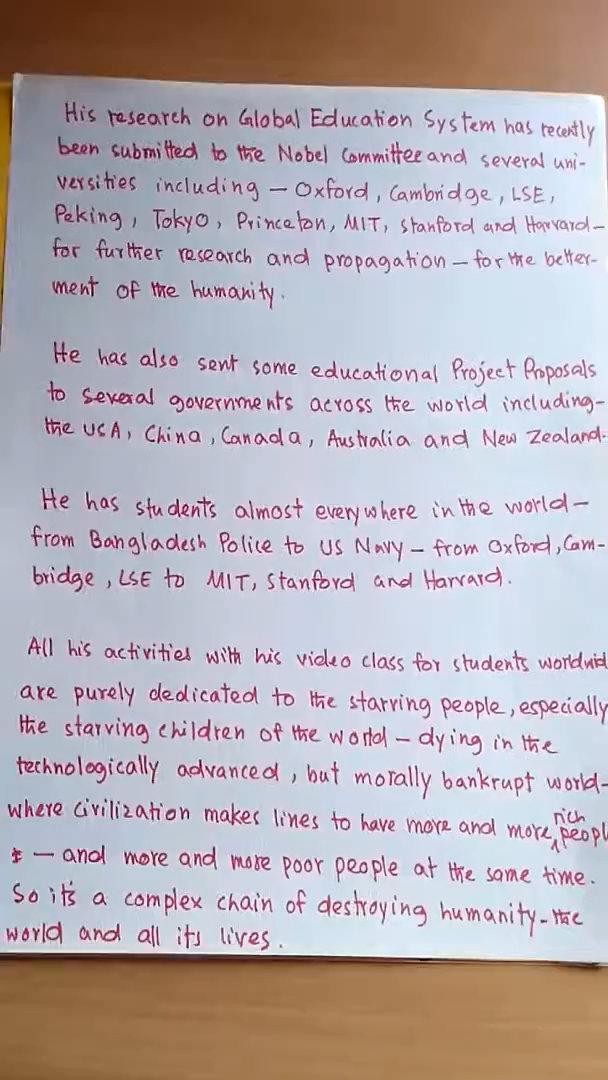 His research on Global Education System has recently
been submitted to the Nobel Committee and several uni-
versities including – Oxford, Cambridge, LSE,
Peking, Tokyo, Princeton, MIT, Stanford and Harvard –
for further research and propagation – for the better-
ment of the humanity.
He has also sent some educational Project Proposals
to several governments across the world including –
the USA, China, Canada, Australia and New Zealand.
He has students almost everywhere in the world –
from Bangladesh Police to US Navy – from Oxford, Cam-
bridge, LSE to MIT, Stanford and Harvard.
All his activities with his video class for students worldwid
are purely dedicated to the starving people, especially
the starving children of the world – dying in the
technologically advanced, but morally bankrupt world –
where civilization makes lines to have more and more rich peopl
– and more and more poor people at the same time.
So it's a complex chain of destroying humanity – the
world and all its lives.